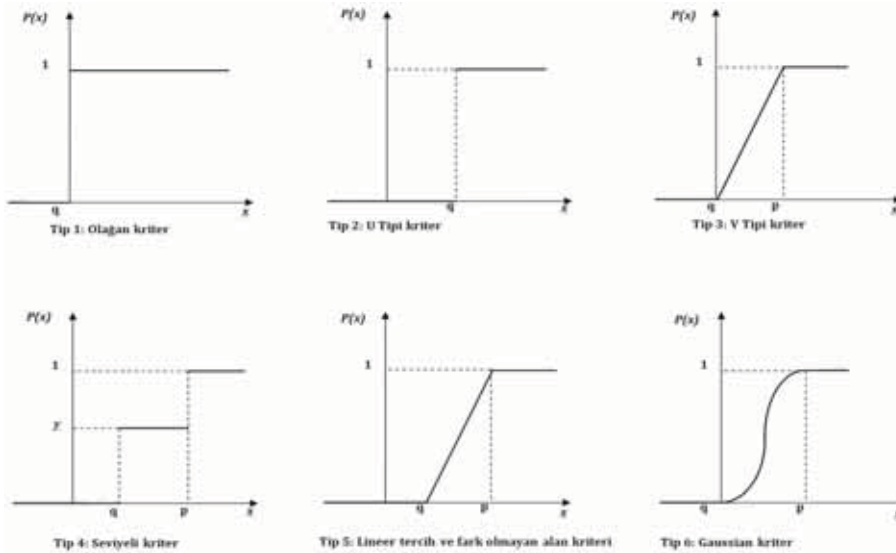 P(x)
1
q
x
Tip 1: Olağan kriter
P(x)
1
q
x
Tip 2: U Tipi kriter
P(x)
1
q
p
x
Tip 3: V Tipi kriter
P(x)
1
y
q
p
x
Tip 4: Seviyeli kriter
P(x)
1
q
p
x
Tip 5: Lineer tercih ve fark olmayan alan kriteri
P(x)
1
q
p
x
Tip 6: Gaussian kriter